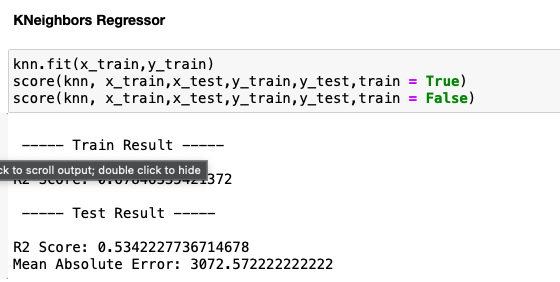 KNeighbors Regressor
knn.fit(x_train,y_train)
score(knn, x_train,x_test,y_train,y_test,train = True)
score(knn, x_train,x_test,y_train,y_test,train = False)
----- Train Result -----
ck to scroll output; double click to hide
R2 Score:
----- Test Result -----
R2 Score: 0.5342227736714678
Mean Absolute Error: 3072.572222222222